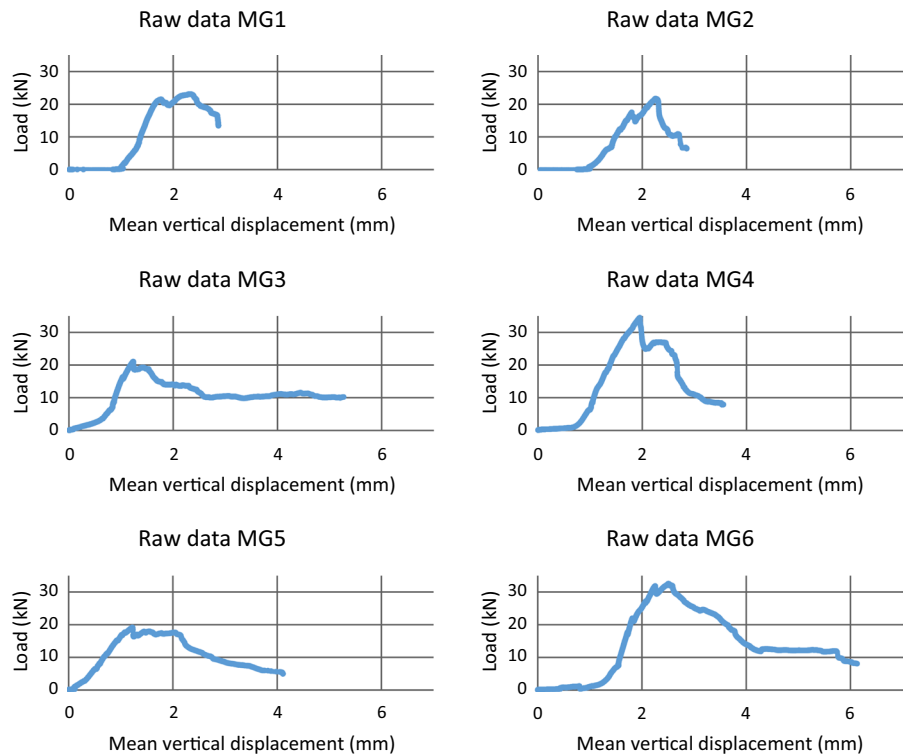 Raw data MG1
Load (kN)
30
20
10
0
0 2 4 6
Mean vertical displacement (mm)
Raw data MG2
Load (kN)
30
20
10
0
0 2 4 6
Mean vertical displacement (mm)
Raw data MG3
Load (kN)
30
20
10
0
0 2 4 6
Mean vertical displacement (mm)
Raw data MG4
Load (kN)
30
20
10
0
0 2 4 6
Mean vertical displacement (mm)
Raw data MG5
Load (kN)
30
20
10
0
0 2 4 6
Mean vertical displacement (mm)
Raw data MG6
Load (kN)
30
20
10
0
0 2 4 6
Mean vertical displacement (mm)